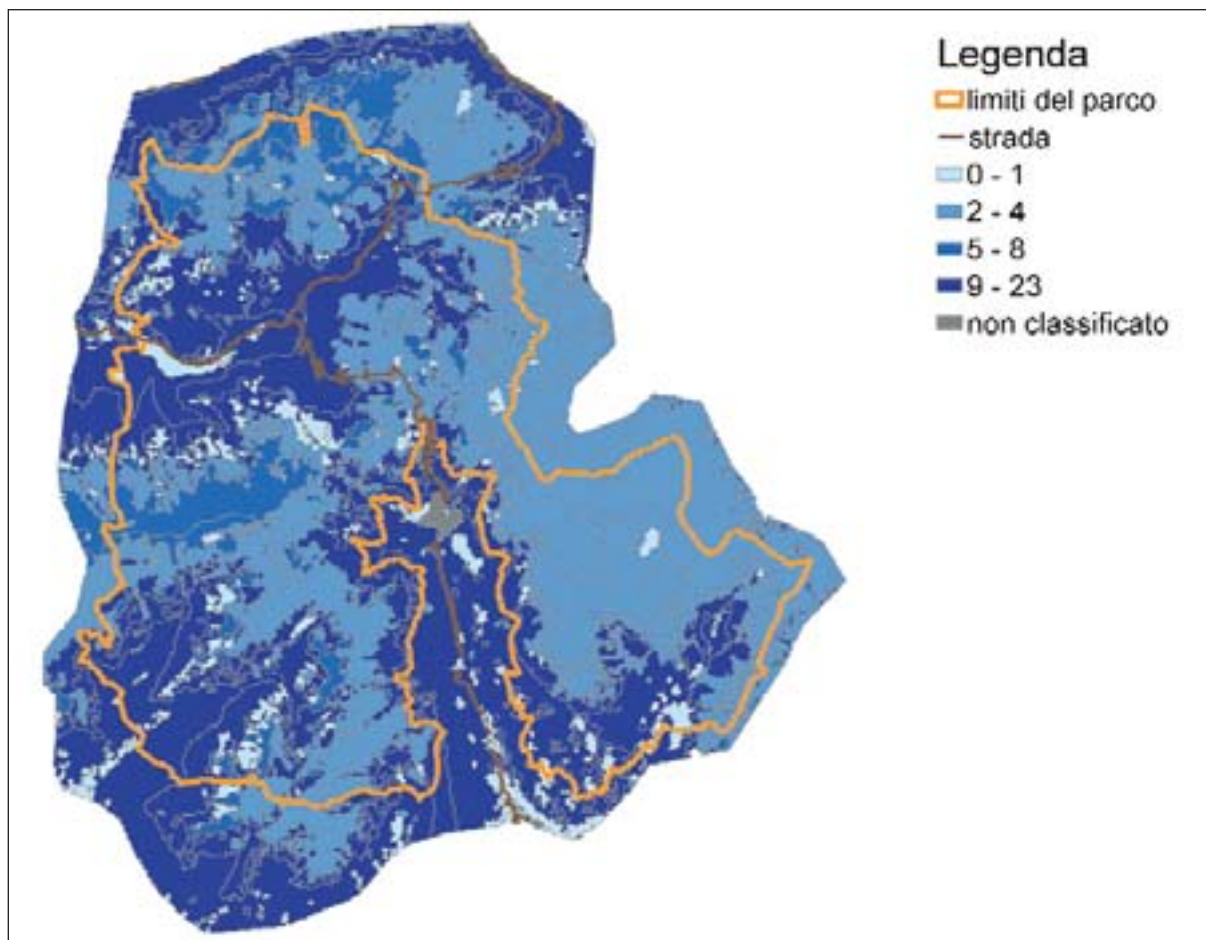 Legenda
limiti del parco
strada
0 - 1
2 - 4
5 - 8
9 - 23
non classificato